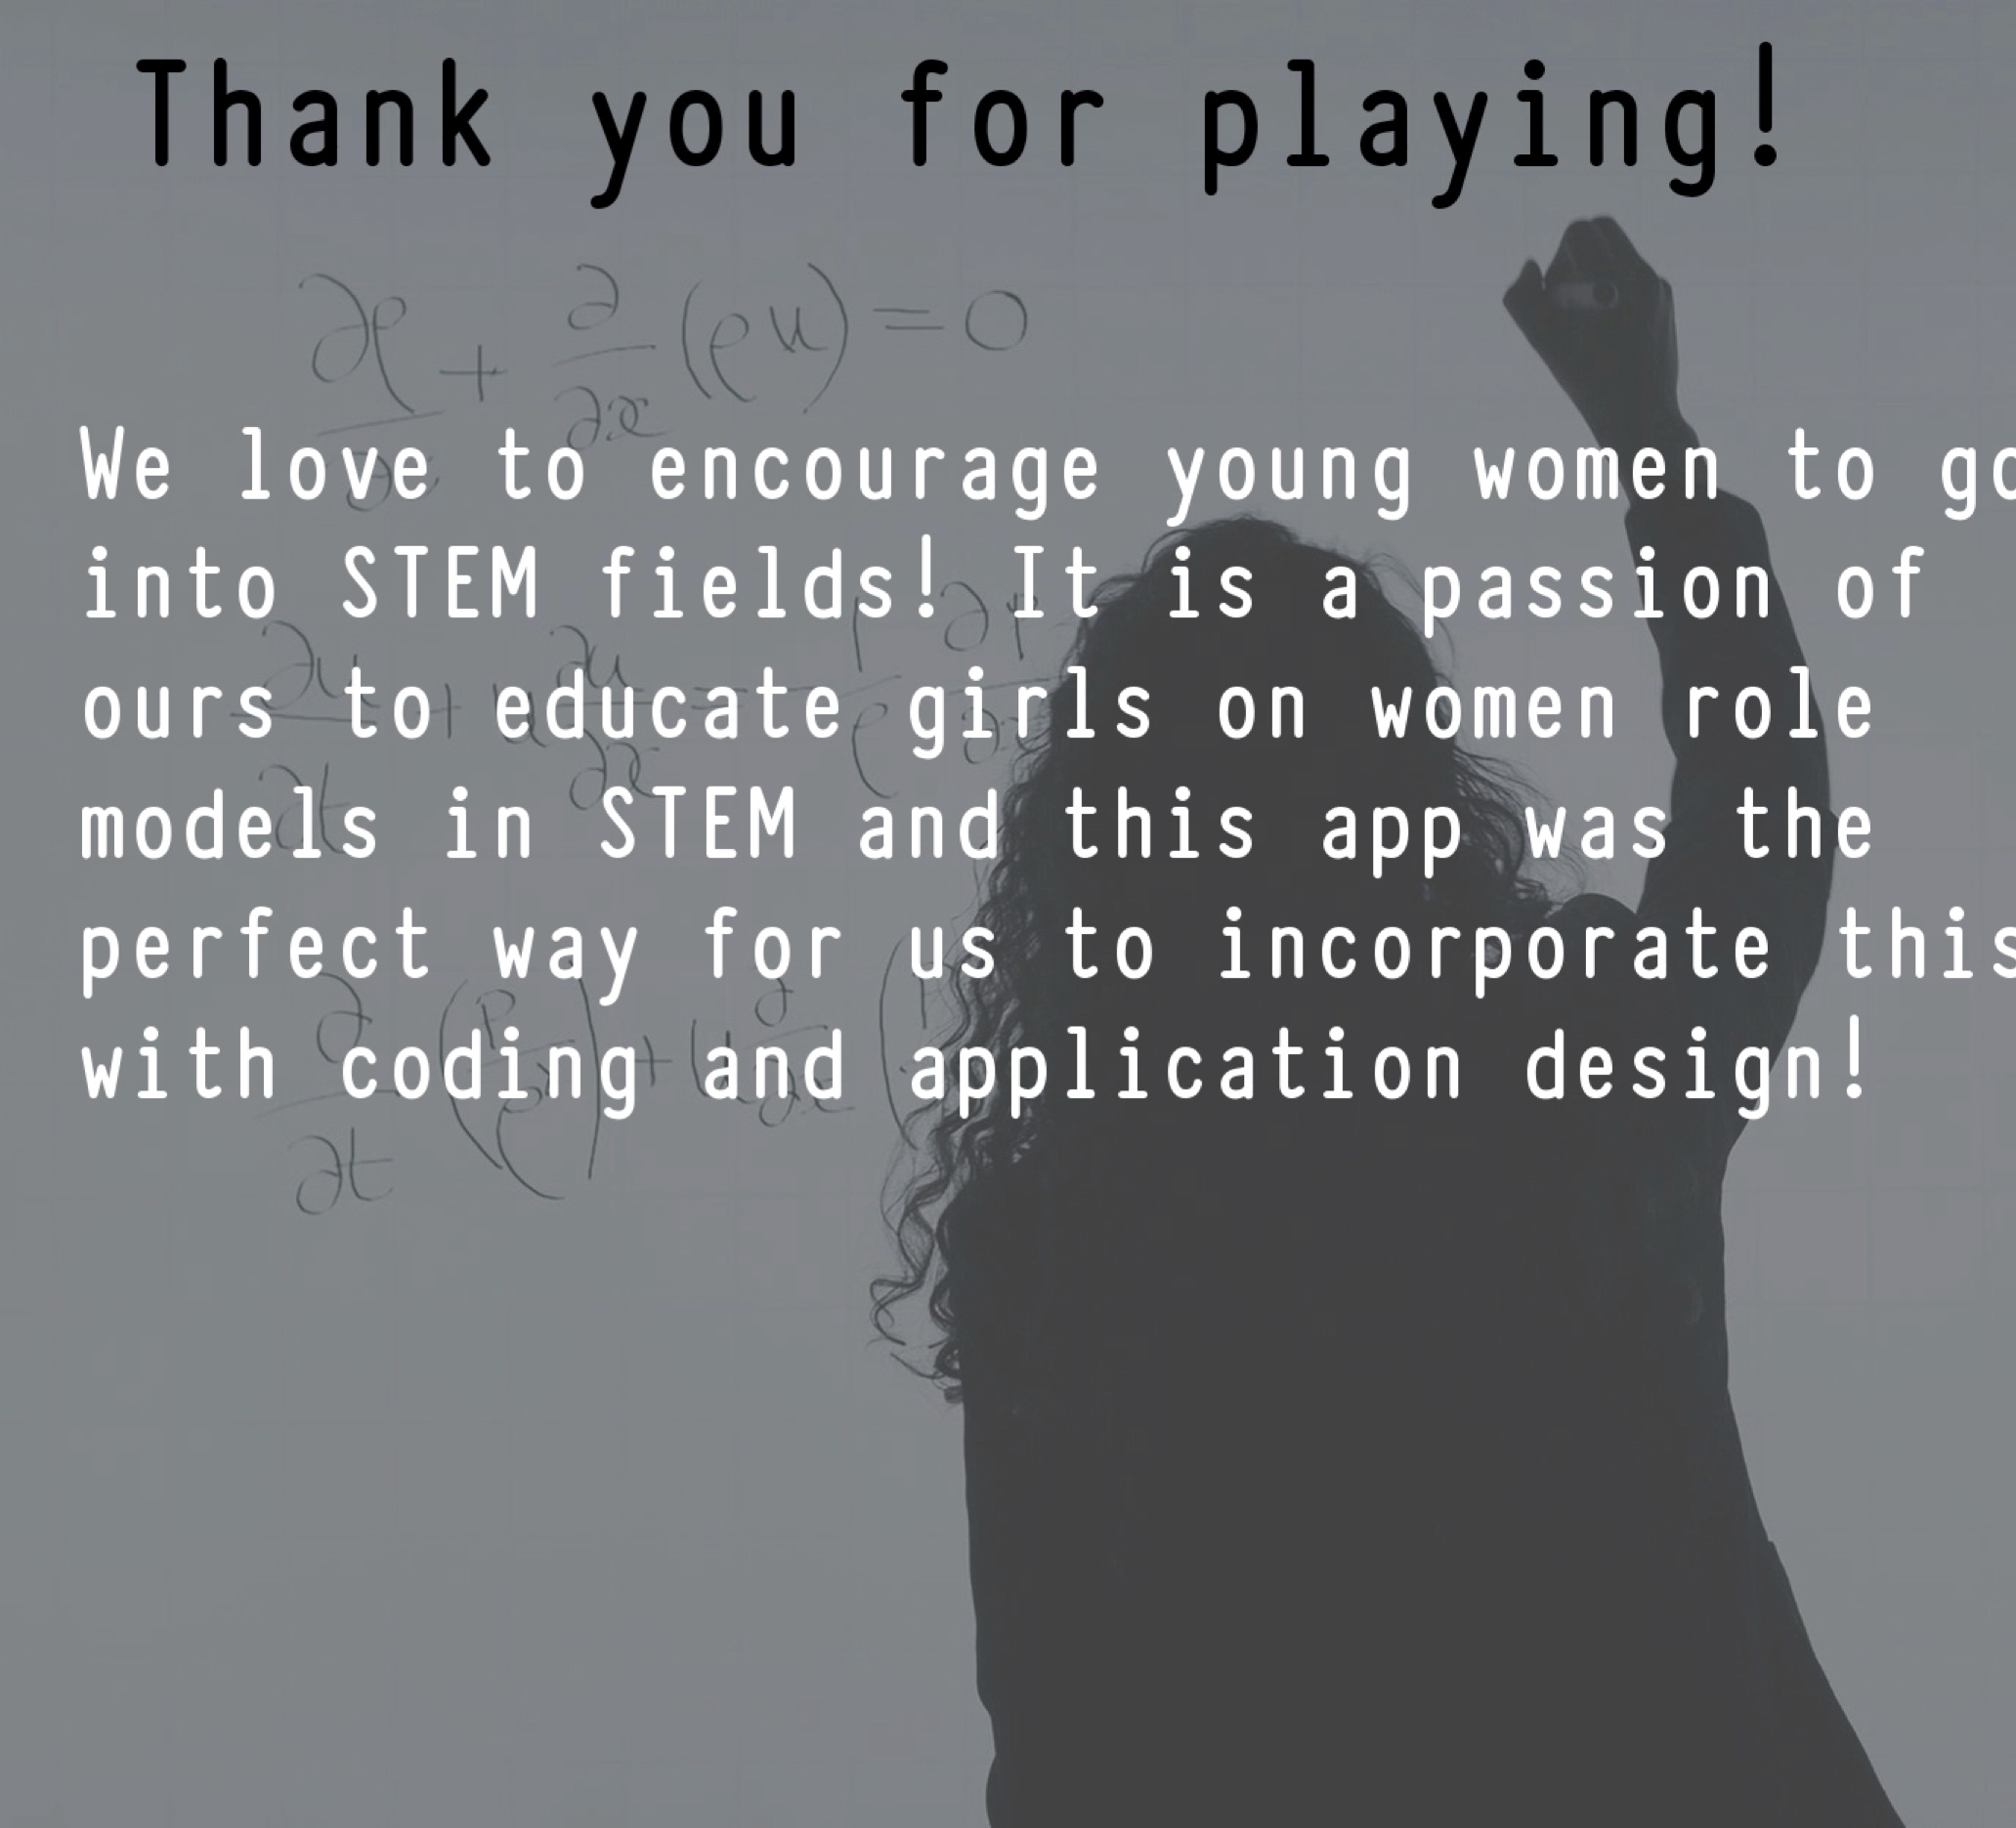 Thank you for playing!
∂ρ + ∂ (ρu) = 0
∂x
We love to encourage young women to go
into STEM fields! It is a passion of
ours to educate girls on women role
models in STEM and this app was the
perfect way for us to incorporate this
with coding and application design!
∂t